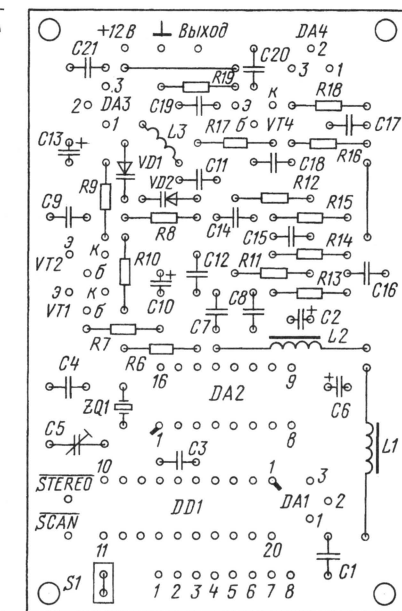 +12В ⊥ Выход DA4
C21 C20 2
3 R19 3 1
2 DA3 C19 Э К R18
1 L3 R17 б VT4 C17
C13 + R16
VD1 C11 C18
R9 VD2 R12
C9 R8 C14 R15
Э К C15 R14
VT2 б R10 C12 R11
Э К + C10 R13 C16
VT1 б C7 C8 + C2
R7 L2
C4 R6
16 9 +
ZQ1 DA2 C6
C5 1 8 L1
C3
STEREO 10 1 3
DD1 DA1 2
SCAN 1
11 20
S1 C1
1 2 3 4 5 6 7 8